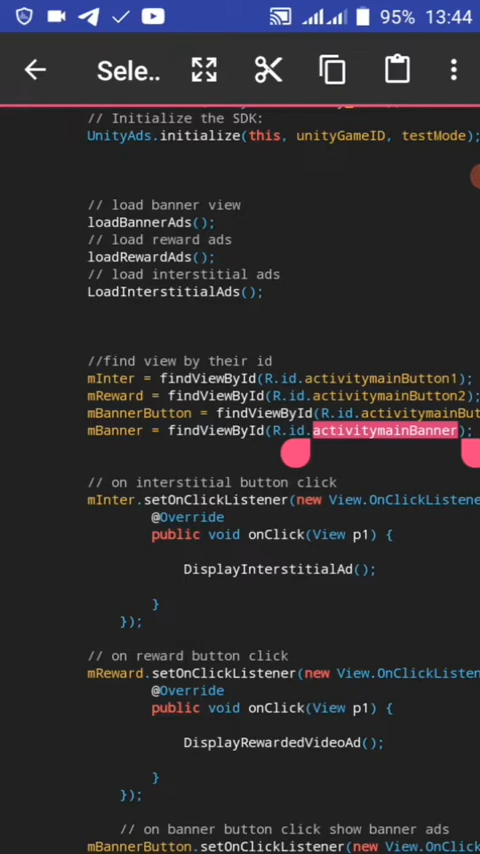 95% 13:44
Sele..
// Initialize the SDK:
UnityAds.initialize(this, unityGameID, testMode);
// load banner view
loadBannerAds();
// load reward ads
loadRewardAds();
// load interstitial ads
LoadInterstitialAds();
//find view by their id
mInter = findViewById(R.id.activitymainButton1);
mReward = findViewById(R.id.activitymainButton2);
mBannerButton = findViewById(R.id.activitymainBut
mBanner = findViewById(R.id.activitymainBanner);
// on interstitial button click
mInter.setOnClickListener(new View.OnClickListene
@Override
public void onClick(View p1) {
DisplayInterstitialAd();
}
});
// on reward button click
mReward.setOnClickListener(new View.OnClickListen
@Override
public void onClick(View p1) {
DisplayRewardedVideoAd();
}
});
// on banner button click show banner ads
mBannerButton.setOnClickListener(new View.OnClick